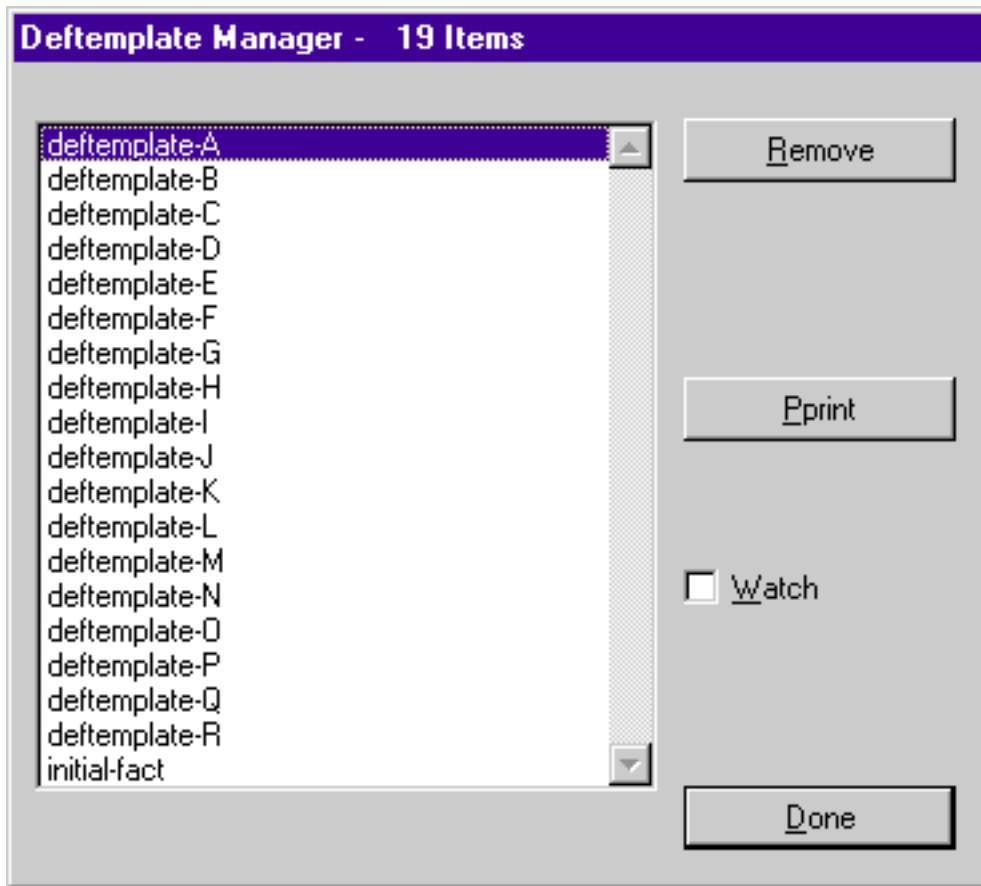 Deftemplate Manager - 19 Items
deftemplate-A
deftemplate-B
deftemplate-C
deftemplate-D
deftemplate-E
deftemplate-F
deftemplate-G
deftemplate-H
deftemplate-I
deftemplate-J
deftemplate-K
deftemplate-L
deftemplate-M
deftemplate-N
deftemplate-O
deftemplate-P
deftemplate-Q
deftemplate-R
initial-fact
Remove
Pprint
Watch
Done